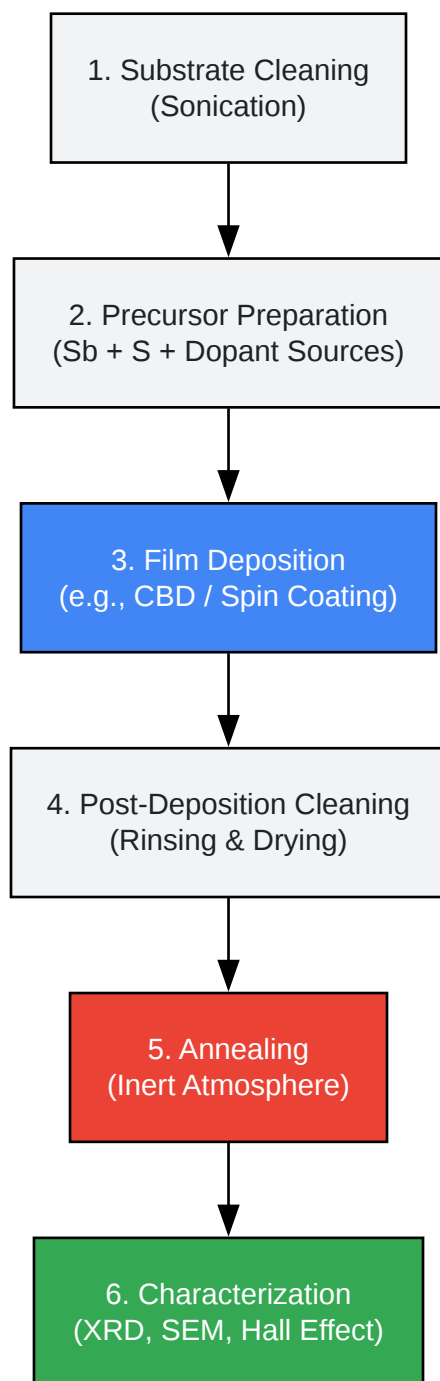 1. Substrate Cleaning
(Sonication)
2. Precursor Preparation
(Sb + S + Dopant Sources)
3. Film Deposition
(e.g., CBD / Spin Coating)
4. Post-Deposition Cleaning
(Rinsing & Drying)
5. Annealing
(Inert Atmosphere)
6. Characterization
(XRD, SEM, Hall Effect)